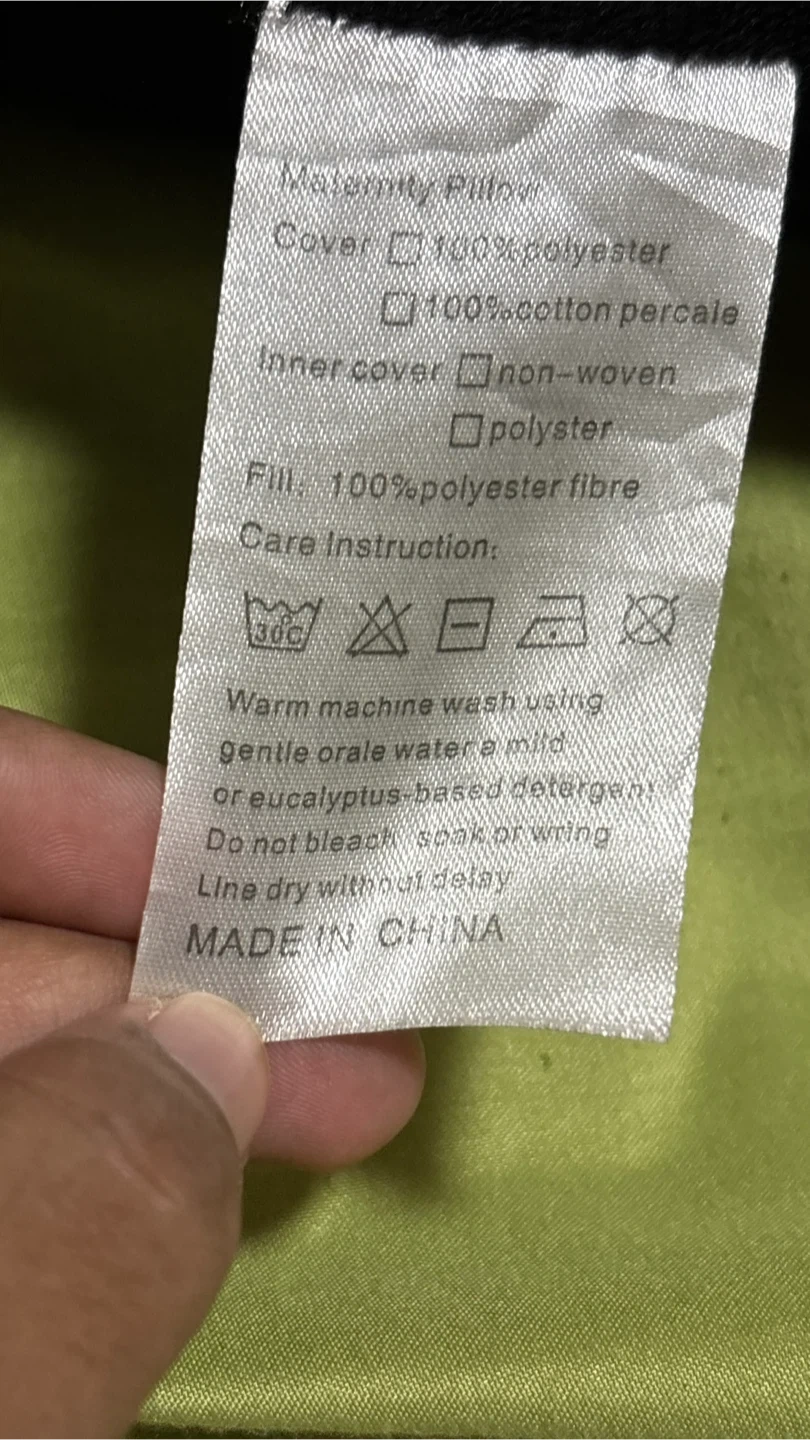 Maternity Pillow
Cover □ 100%polyester
□ 100%cotton percale
Inner cover □ non-woven
□ polyster
Fill: 100%polyester fibre
Care Instruction:
30c
Warm machine wash using
gentle orale water a mild
or eucalyptus-based detergent
Do not bleach soak or wring
Line dry without delay
MADE IN CHINA